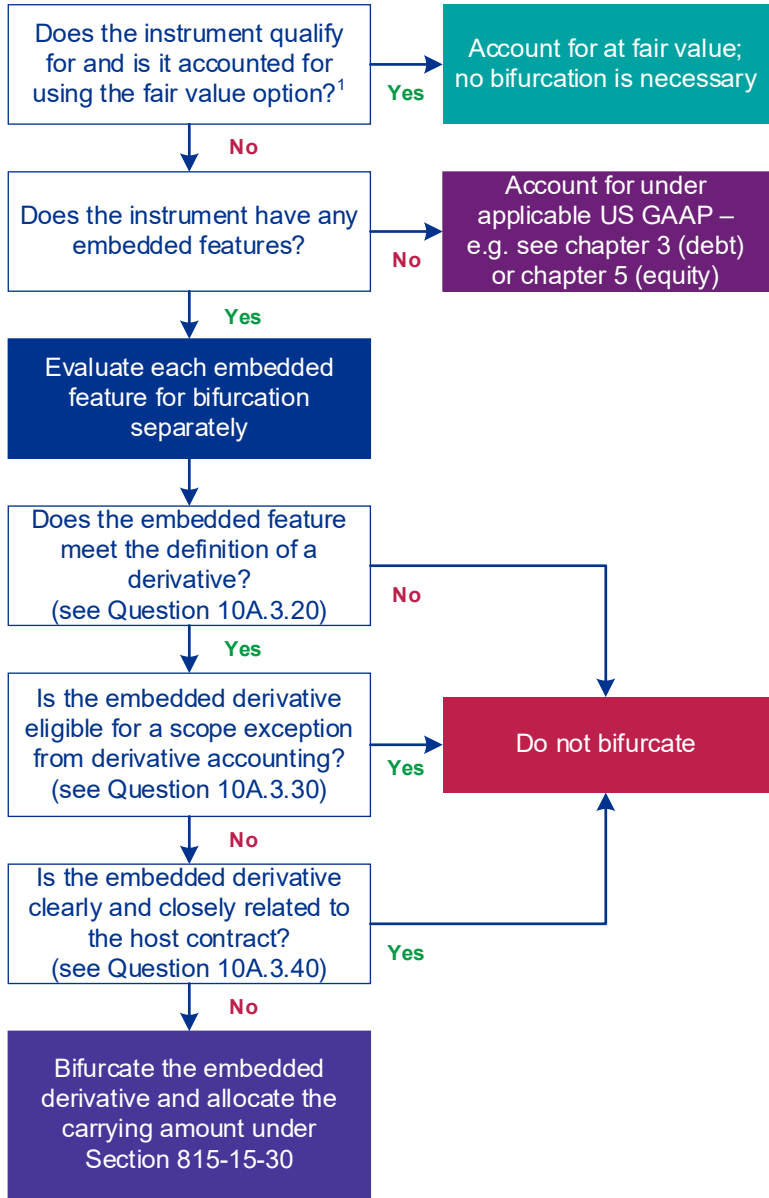 Does the instrument qualify
for and is it accounted for
using the fair value option?1
Yes
Account for at fair value;
no bifurcation is necessary
No
Does the instrument have any
embedded features?
No
Account for under
applicable US GAAP –
e.g. see chapter 3 (debt)
or chapter 5 (equity)
Yes
Evaluate each embedded
feature for bifurcation
separately
Does the embedded feature
meet the definition of a
derivative?
(see Question 10A.3.20)
No
Yes
Is the embedded derivative
eligible for a scope exception
from derivative accounting?
(see Question 10A.3.30)
Yes
Do not bifurcate
No
Is the embedded derivative
clearly and closely related to
the host contract?
(see Question 10A.3.40)
Yes
No
Bifurcate the embedded
derivative and allocate the
carrying amount under
Section 815-15-30